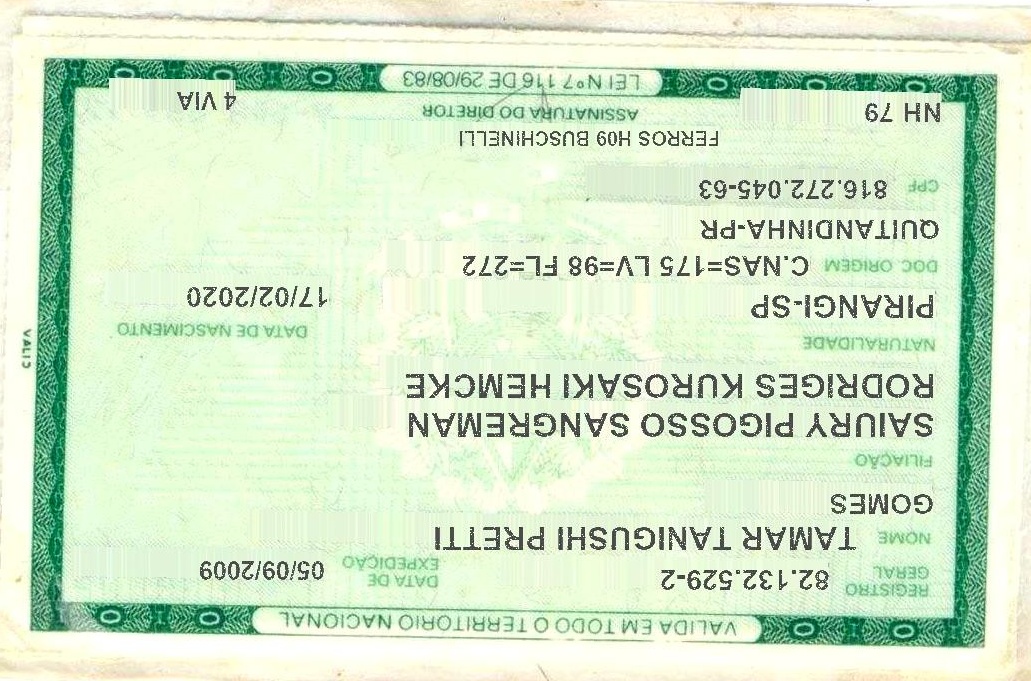 VALIDA EM TODO O TERRITORIO NACIONAL
REGISTRO GERAL 82.132.529-2 DATA DE EXPEDIÇÃO 05/09/2009
NOME TAMAR TANIGUSHI PRETTI
GOMES
FILIAÇÃO
SAIURY PIGOSSO SANGREMAN
RODRIGES KUROSAKI HEMCKE
NATURALIDADE DATA DE NASCIMENTO
PIRANGI-SP 17/02/2020
DOC. ORIGEM C.NAS=175 LV=98 FL=272
QUITANDINHA-PR
CPF 816.272.045-63
FERROS H09 BUSCHINELLI
NH 79 ASSINATURA DO DIRETOR 4 VIA
LEI Nº 7.116 DE 29/08/83